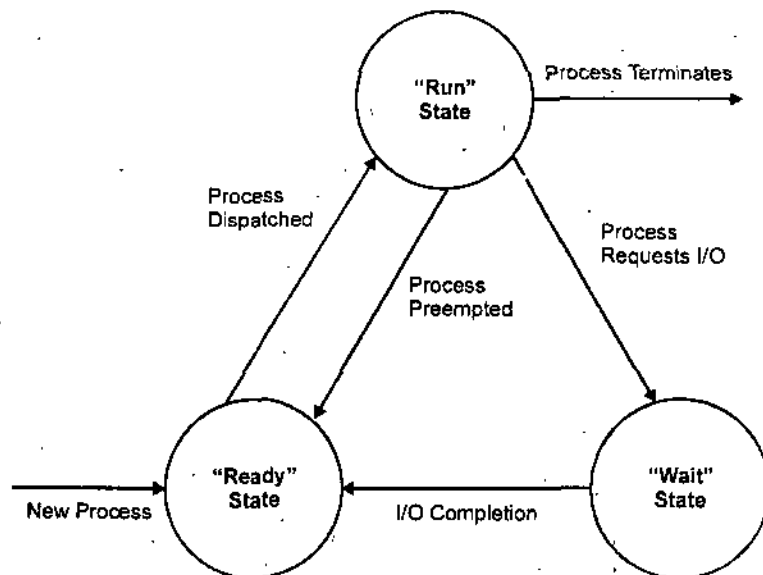 "Run"
State
Process Terminates
Process
Dispatched
Process
Requests I/O
Process
Preempted
"Ready"
State
"Wait"
State
New Process
I/O Completion